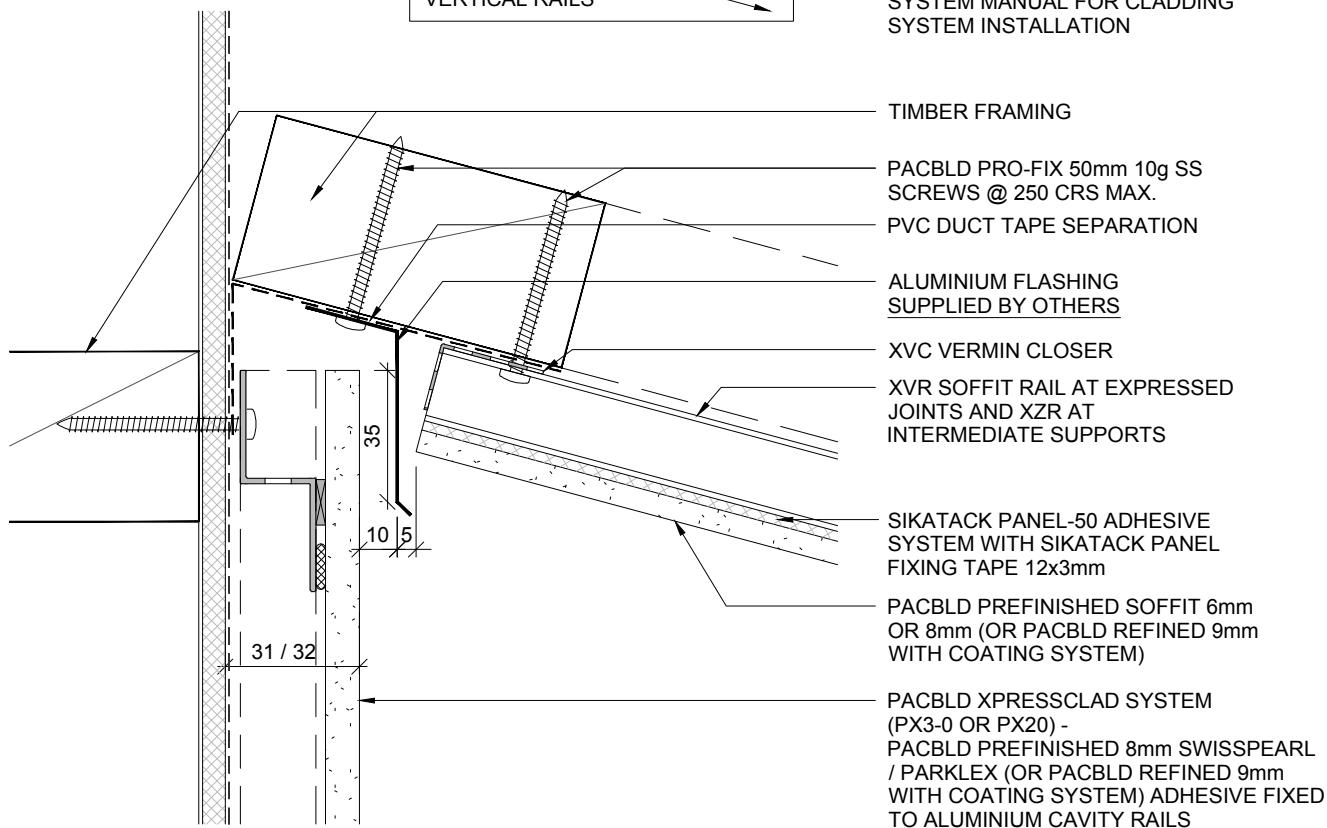 VERTICAL RAILS
SYSTEM MANUAL FOR CLADDING
SYSTEM INSTALLATION
TIMBER FRAMING
PACBLD PRO-FIX 50mm 10g SS
SCREWS @ 250 CRS MAX.
PVC DUCT TAPE SEPARATION
ALUMINIUM FLASHING
SUPPLIED BY OTHERS
XVC VERMIN CLOSER
XVR SOFFIT RAIL AT EXPRESSED
JOINTS AND XZR AT
INTERMEDIATE SUPPORTS
35
10 5
SIKATACK PANEL-50 ADHESIVE
SYSTEM WITH SIKATACK PANEL
FIXING TAPE 12x3mm
PACBLD PREFINISHED SOFFIT 6mm
OR 8mm (OR PACBLD REFINED 9mm
WITH COATING SYSTEM)
31 / 32
PACBLD XPRESSCLAD SYSTEM
(PX3-0 OR PX20) -
PACBLD PREFINISHED 8mm SWISSPEARL
/ PARKLEX (OR PACBLD REFINED 9mm
WITH COATING SYSTEM) ADHESIVE FIXED
TO ALUMINIUM CAVITY RAILS